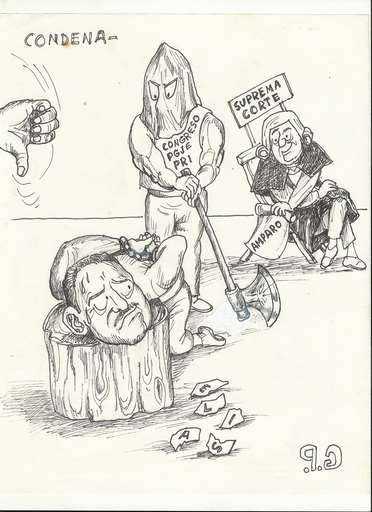 CONDENA-
SUPREMA
CORTE
CONGRESO
PGJE
PRI
AMPARO
E
L I
A S
G.P.